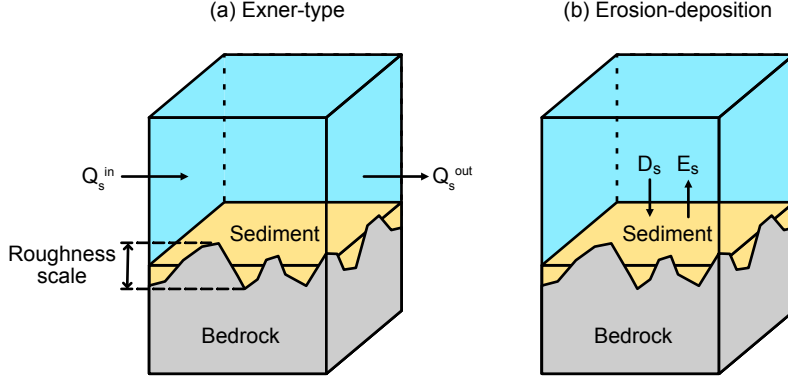 (a) Exner-type
(b) Erosion-deposition
Q_s^in
Q_s^out
D_s
E_s
Sediment
Sediment
Roughness
scale
Bedrock
Bedrock